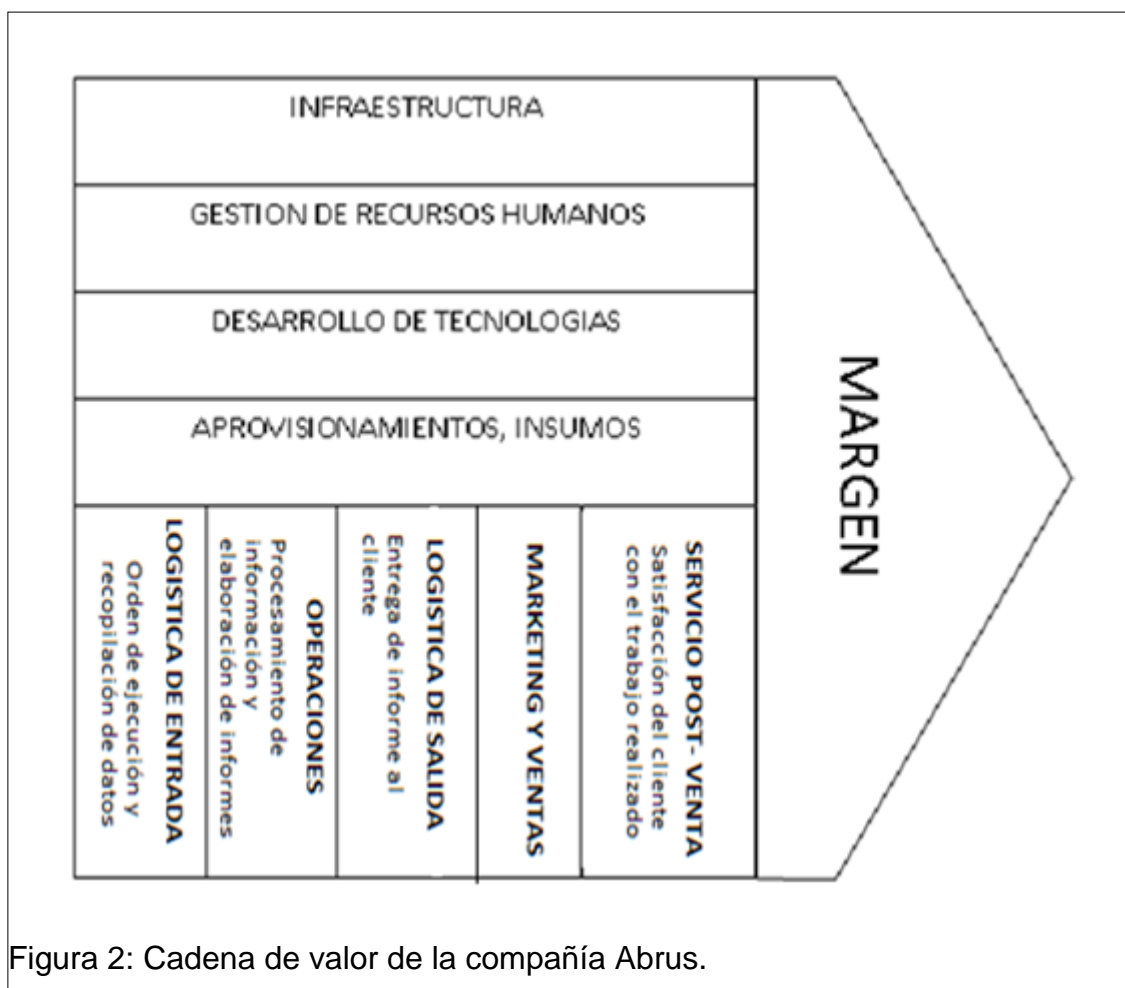 INFRAESTRUCTURA
GESTION DE RECURSOS HUMANOS
DESARROLLO DE TECNOLOGIAS
APROVISIONAMIENTOS, INSUMOS
LOGISTICA DE ENTRADA
Orden de ejecución y
recopilación de datos
OPERACIONES
Procesamiento de
información y
elaboración de informes
LOGISTICA DE SALIDA
Entrega de informe al
cliente
MARKETING Y VENTAS
SERVICIO POST- VENTA
Satisfacción del cliente
con el trabajo realizado
MARGEN
Figura 2: Cadena de valor de la compañía Abrus.